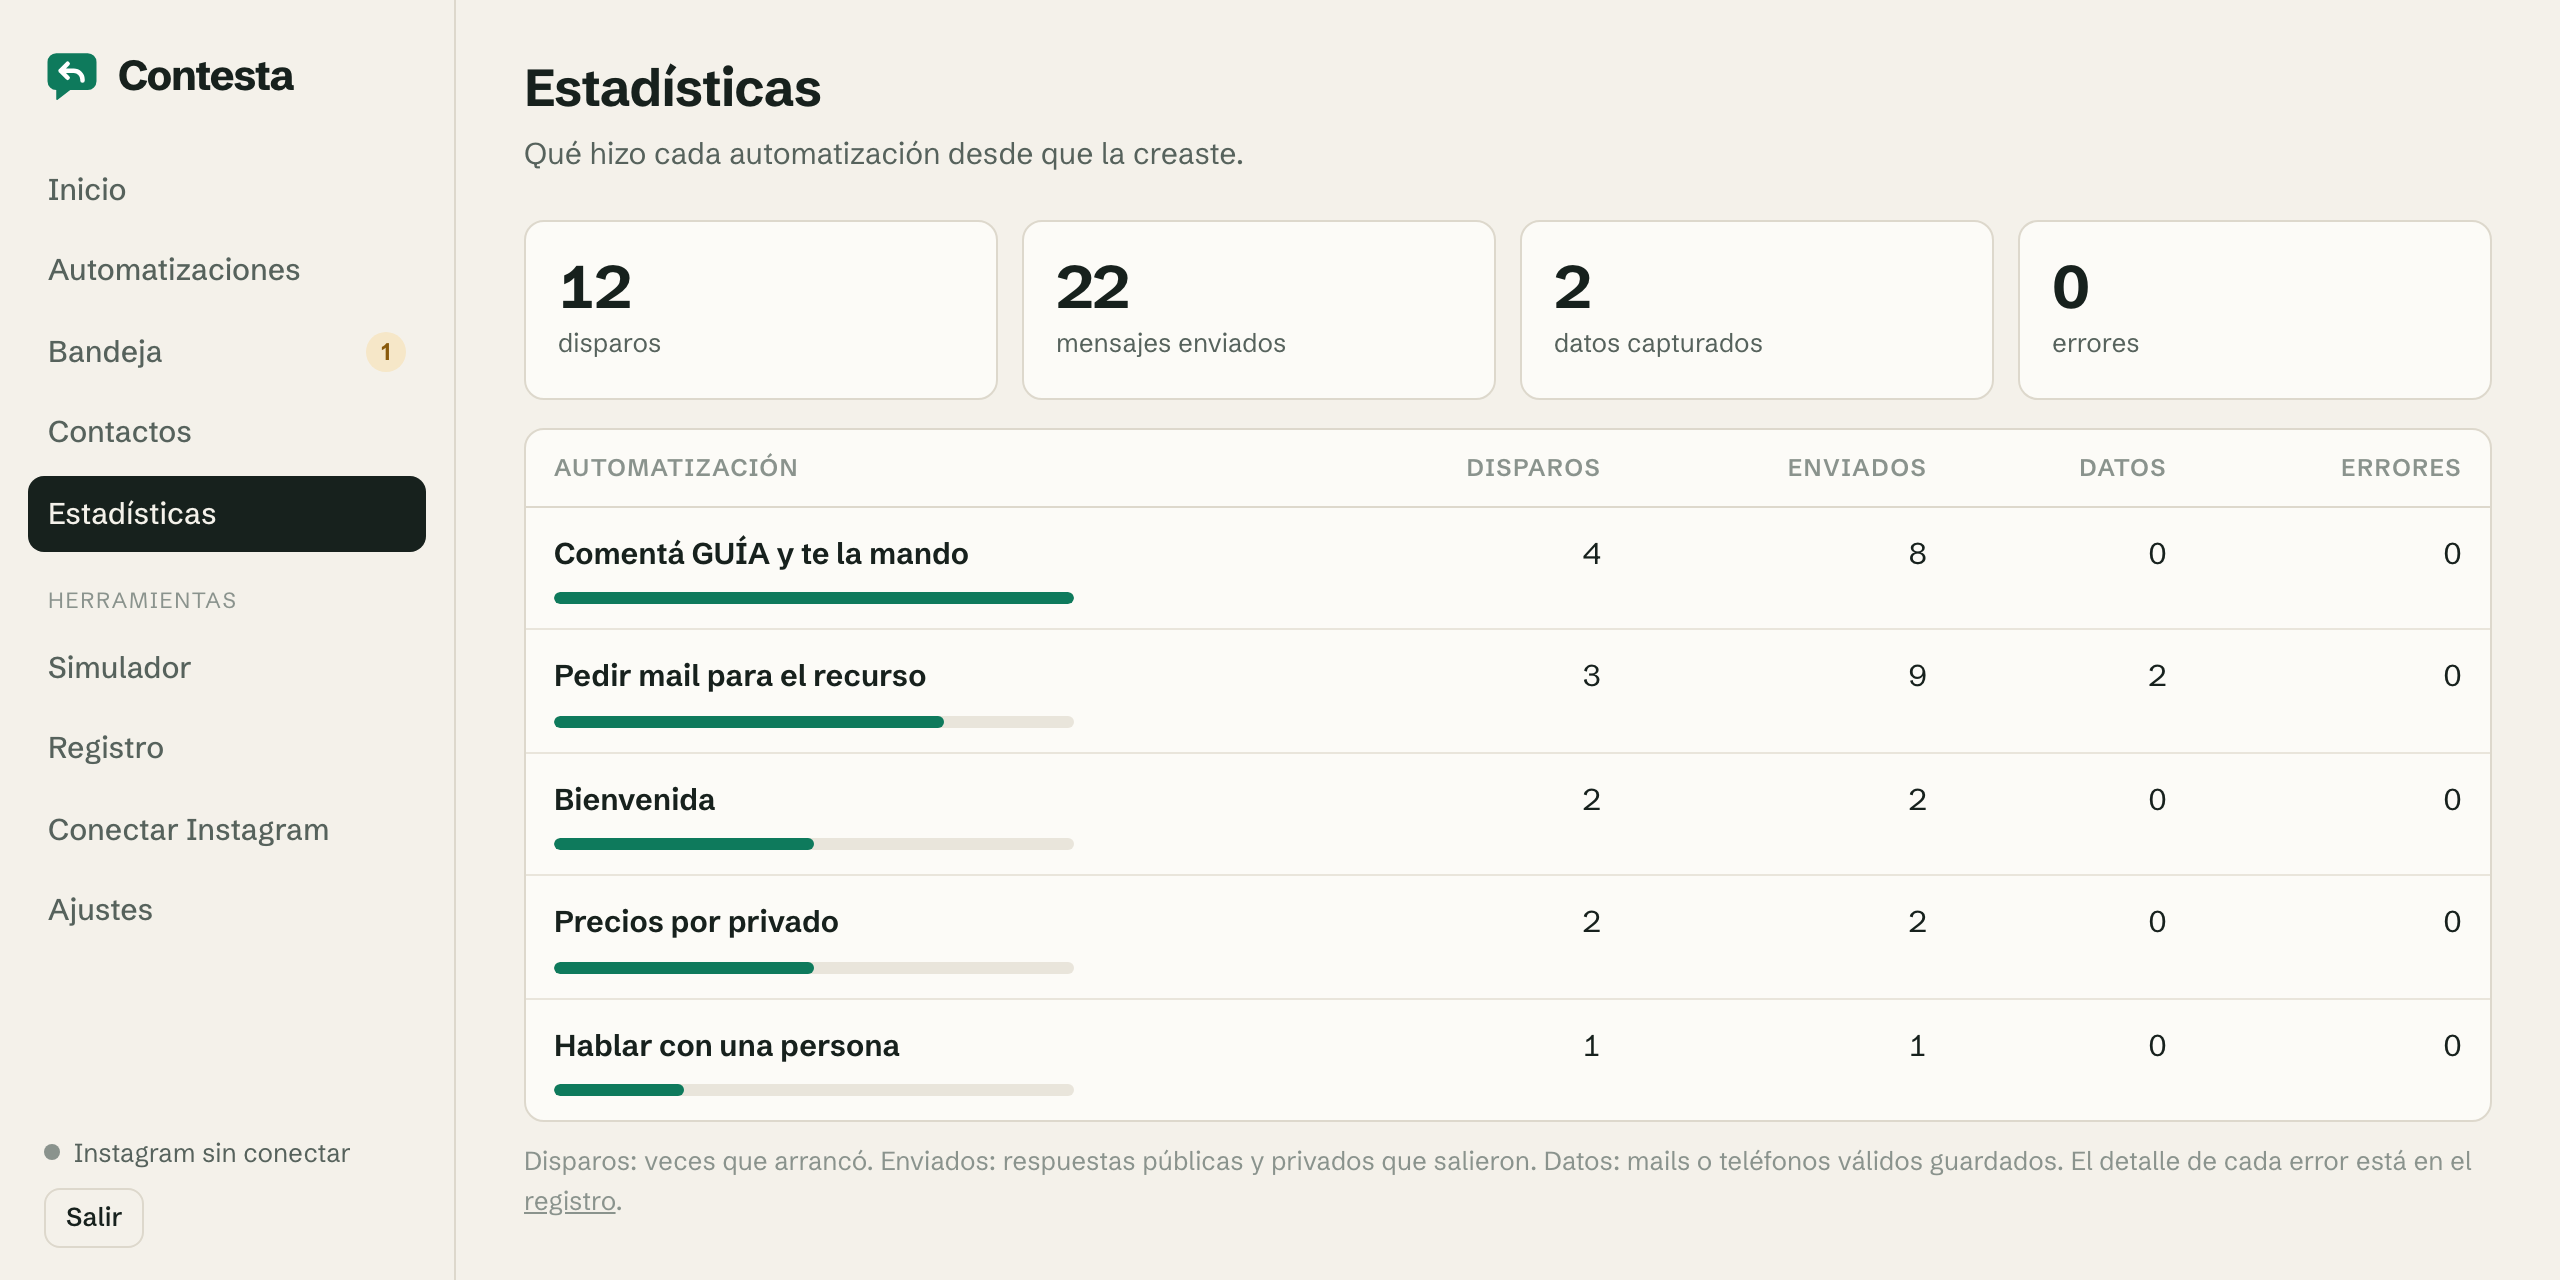 Contesta
Inicio
Automatizaciones
Bandeja 1
Contactos
Estadísticas
HERRAMIENTAS
Simulador
Registro
Conectar Instagram
Ajustes
Instagram sin conectar
Salir
Estadísticas
Qué hizo cada automatización desde que la creaste.
12
disparos
22
mensajes enviados
2
datos capturados
0
errores
AUTOMATIZACIÓN DISPAROS ENVIADOS DATOS ERRORES
Comentá GUÍA y te la mando 4 8 0 0
Pedir mail para el recurso 3 9 2 0
Bienvenida 2 2 0 0
Precios por privado 2 2 0 0
Hablar con una persona 1 1 0 0
Disparos: veces que arrancó. Enviados: respuestas públicas y privados que salieron. Datos: mails o teléfonos válidos guardados. El detalle de cada error está en el
registro.